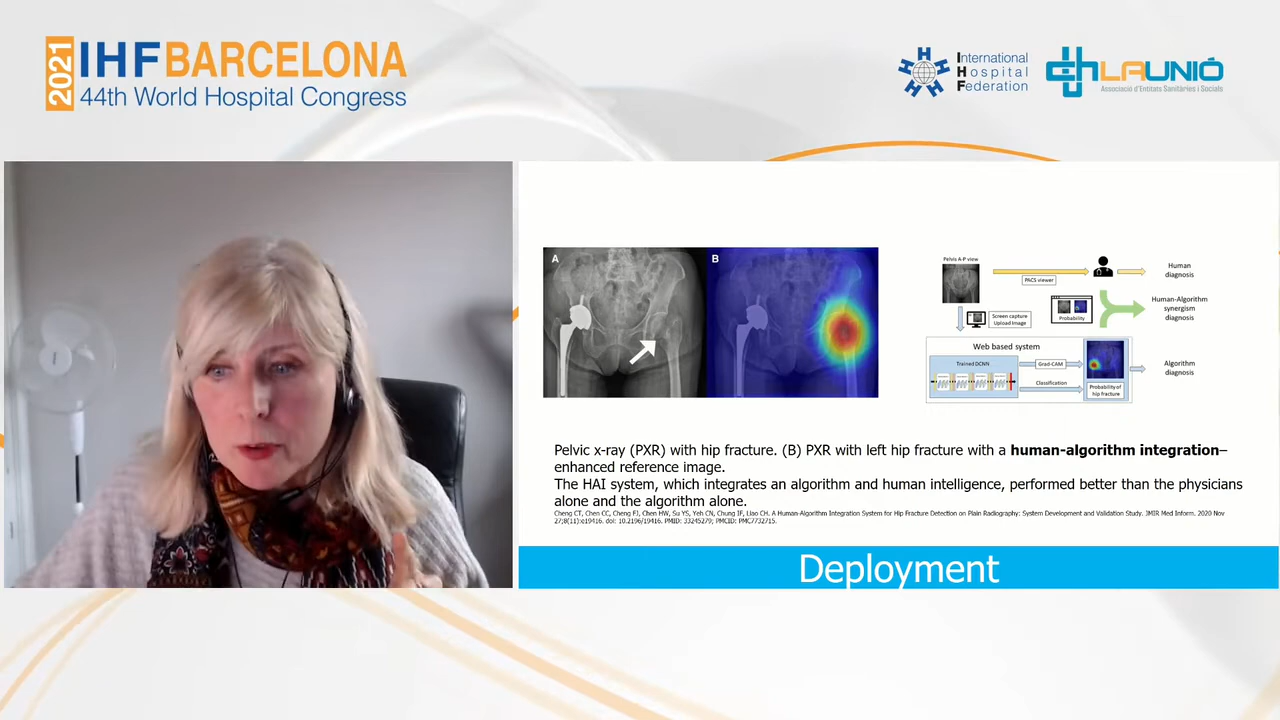 2021
IHF BARCELONA
44th World Hospital Congress
International
Hospital
Federation
LAUNIÓ
Associació d'Entitats Sanitàries i Socials
A
B
Pelvis A-P view
PACS viewer
Human
diagnosis
Screen capture
Upload Image
Probability
Human-Algorithm
synergism
diagnosis
Web based system
Trained DCNN
Grad-CAM
Classification
Probability of
hip fracture
Algorithm
diagnosis
Pelvic x-ray (PXR) with hip fracture. (B) PXR with left hip fracture with a human-algorithm integration–
enhanced reference image.
The HAI system, which integrates an algorithm and human intelligence, performed better than the physicians
alone and the algorithm alone.
Cheng CT, Chen CC, Cheng FJ, Chen HW, Su YS, Yeh CN, Chung IF, Liao CH. A Human-Algorithm Integration System for Hip Fracture Detection on Plain Radiography: System Development and Validation Study. JMIR Med Inform. 2020 Nov
27;8(11):e19416. doi: 10.2196/19416. PMID: 33245279; PMCID: PMC7732715.
Deployment